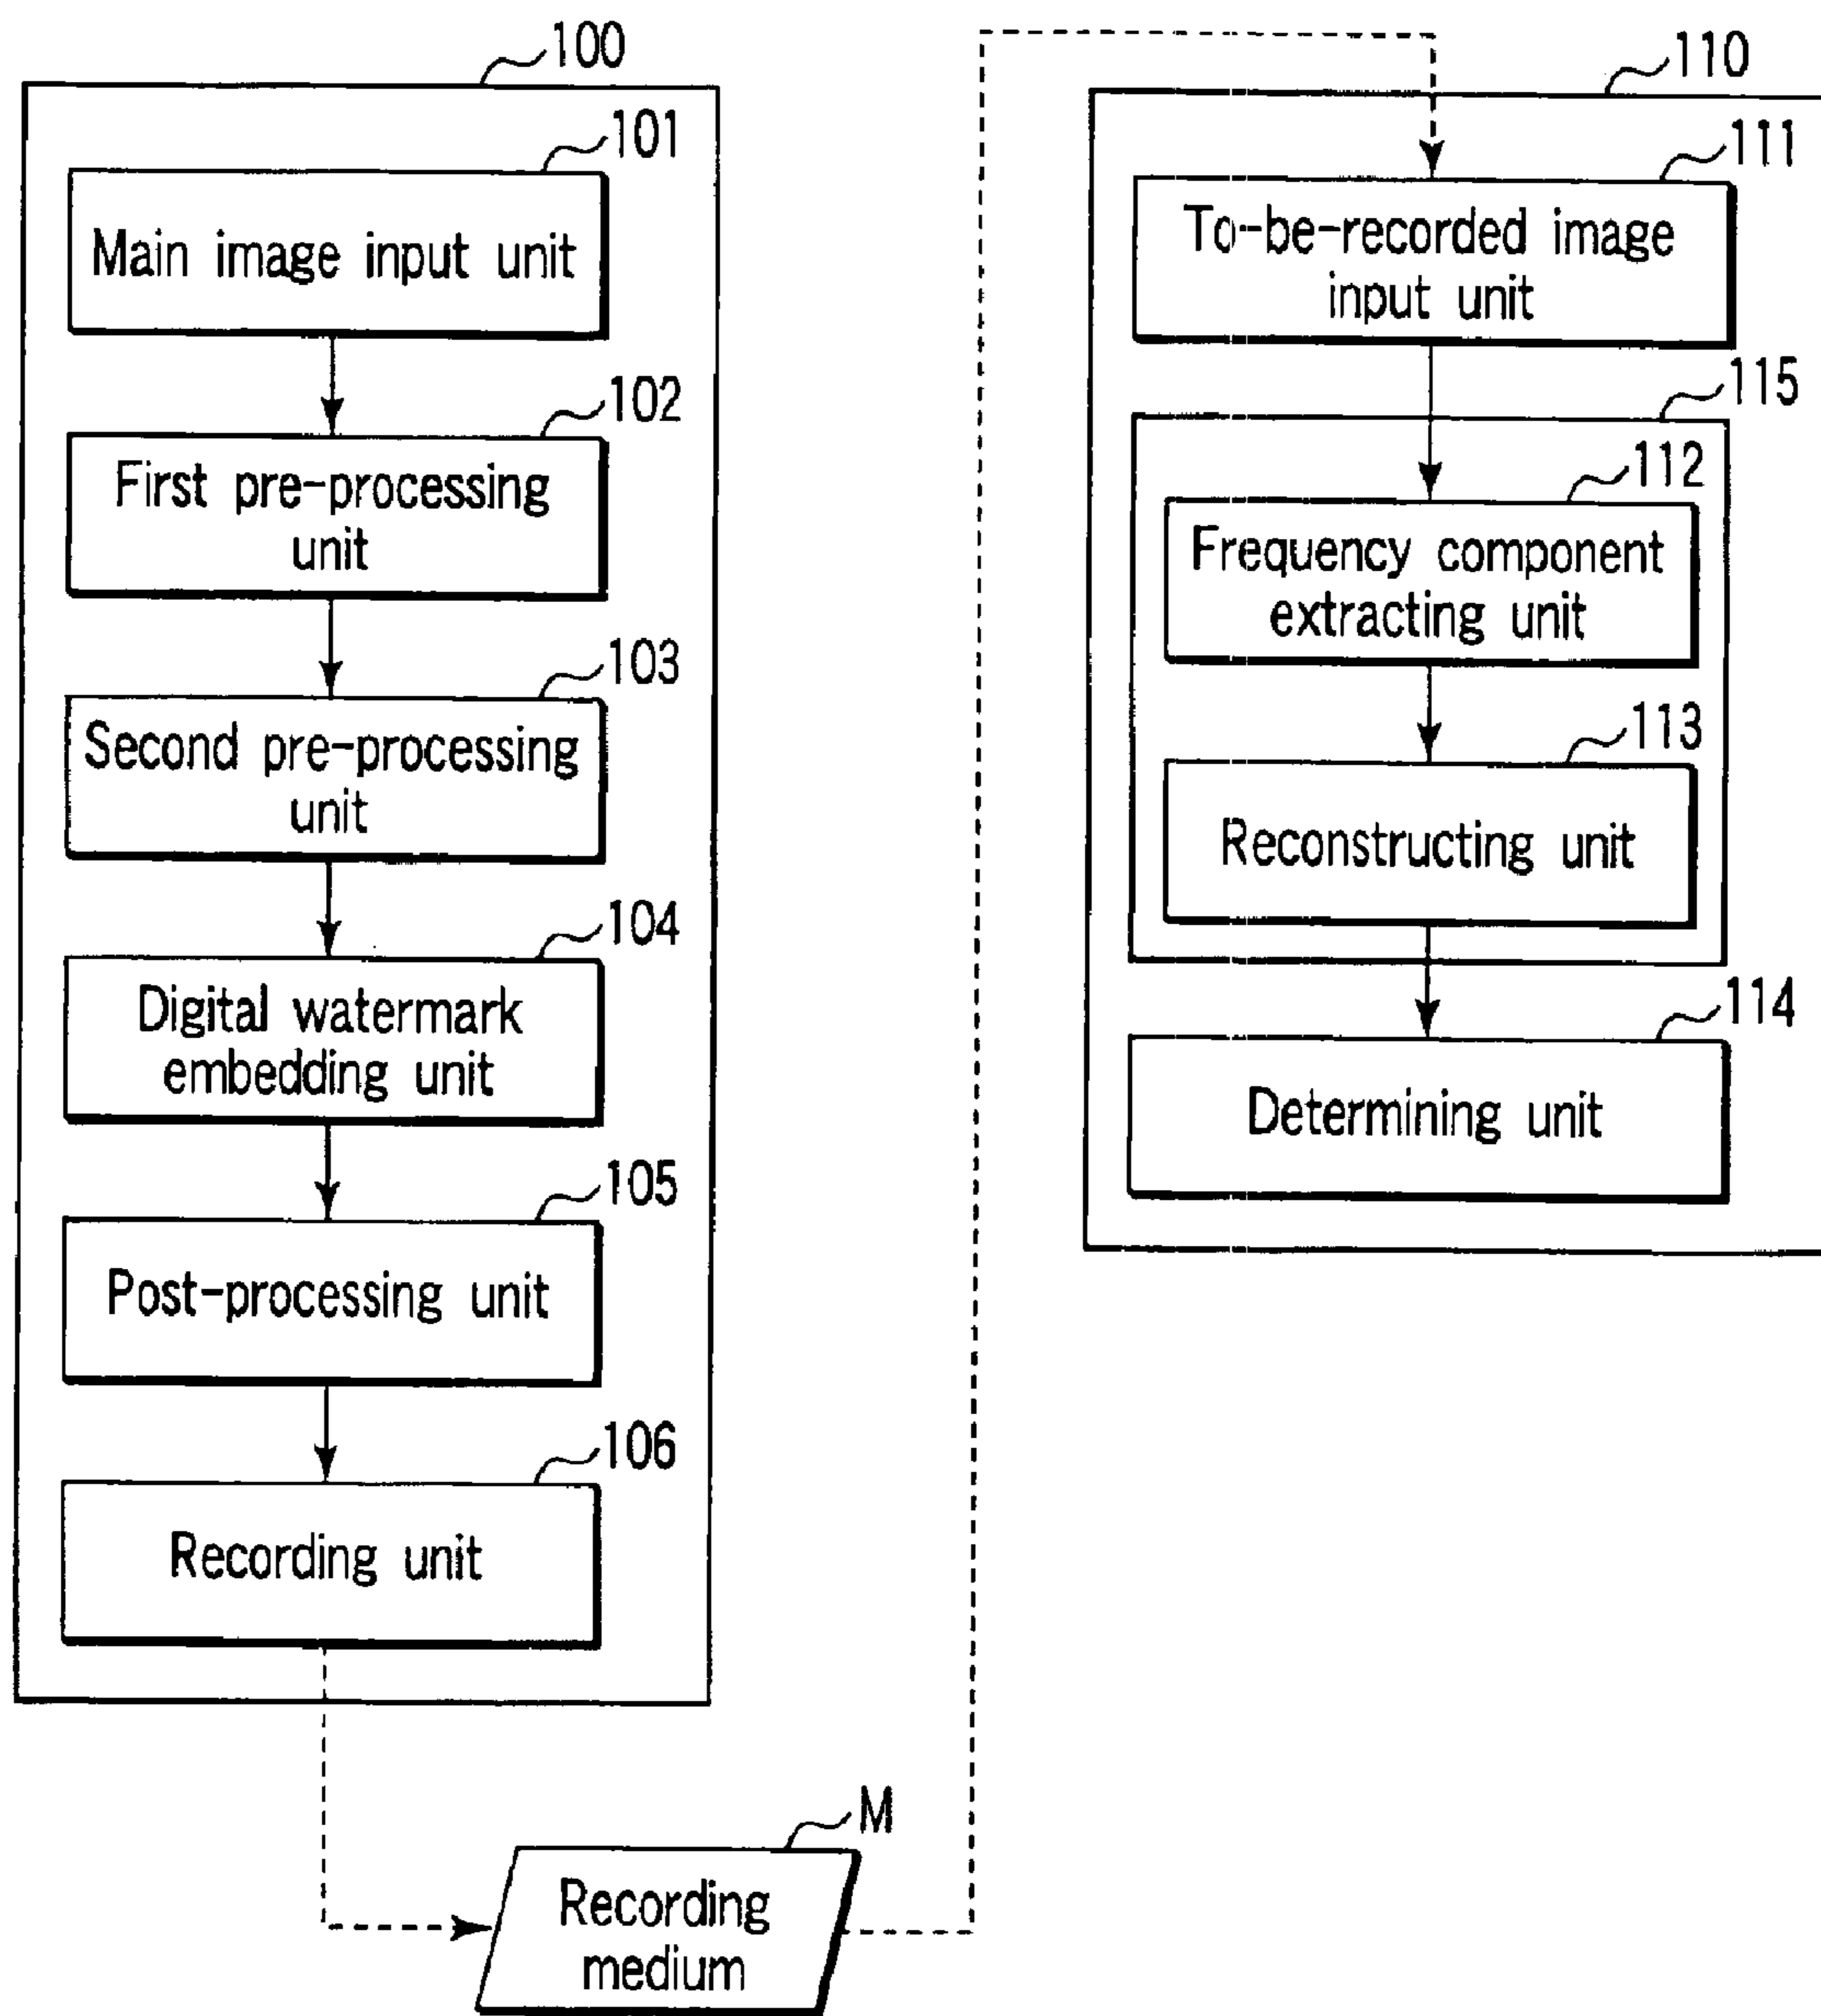 100
101
Main image input unit
102
First pre-processing
unit
103
Second pre-processing
unit
104
Digital watermark
embedding unit
105
Post-processing unit
106
Recording unit
M
Recording
medium
110
111
To-be-recorded image
input unit
115
112
Frequency component
extracting unit
113
Reconstructing unit
114
Determining unit